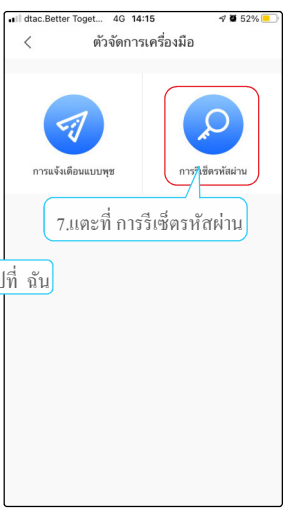 dtac.Better Toget... 4G 14:15 52%
ตัวจัดการเครื่องมือ
การแจ้งเตือนแบบพุช การรีเซ็ตรหัสผ่าน
7.แตะที่ การรีเซ็ตรหัสผ่าน
ที่ ฉัน